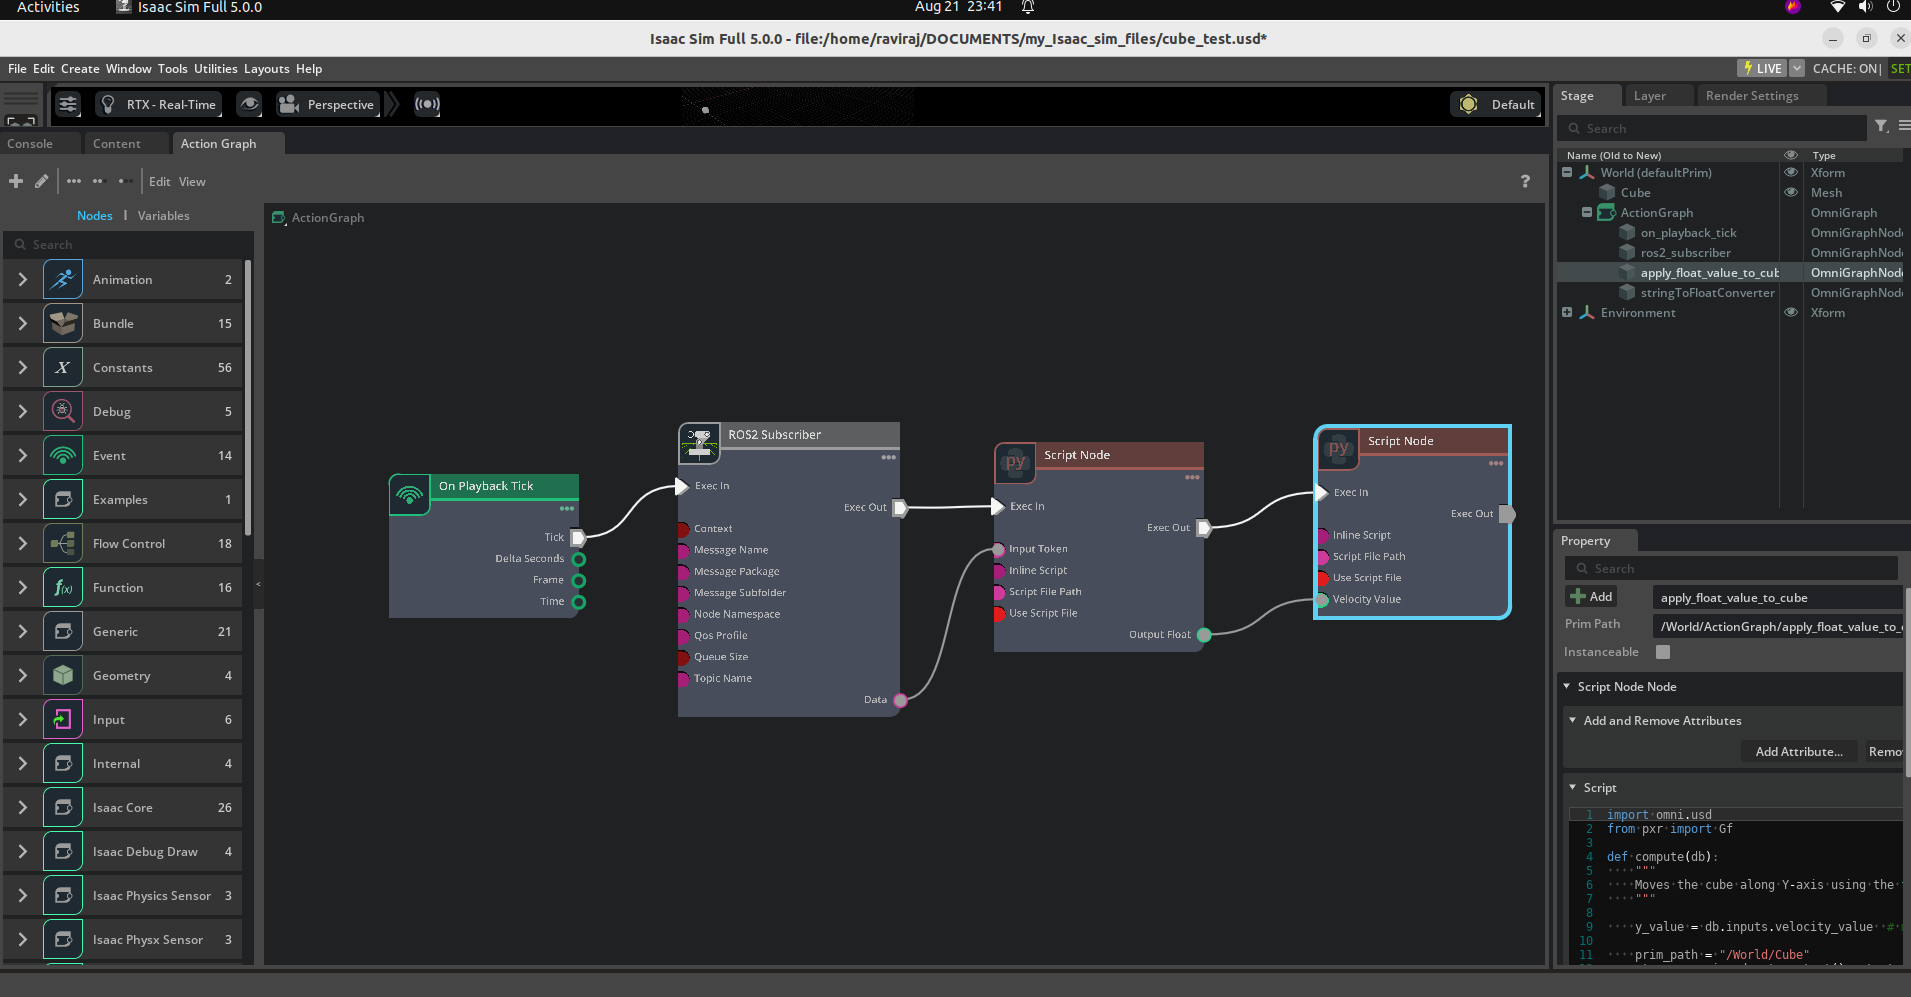 Activities
Isaac Sim Full 5.0.0
Aug 21 23:41
Isaac Sim Full 5.0.0 - file:/home/raviraj/DOCUMENTS/my_Isaac_sim_files/cube_test.usd*
File Edit Create Window Tools Utilities Layouts Help
LIVE
CACHE: ON|
SET
RTX - Real-Time
Perspective
Default
Console
Content
Action Graph
Edit View
?
Nodes | Variables
Search
Animation 2
Bundle 15
Constants 56
Debug 5
Event 14
Examples 1
Flow Control 18
Function 16
Generic 21
Geometry 4
Input 6
Internal 4
Isaac Core 26
Isaac Debug Draw 4
Isaac Physics Sensor 3
Isaac Physx Sensor 3
ActionGraph
On Playback Tick
Tick
Delta Seconds
Frame
Time
ROS2 Subscriber
Exec In
Exec Out
Context
Message Name
Message Package
Message Subfolder
Node Namespace
Qos Profile
Queue Size
Topic Name
Data
py
Script Node
Exec In
Exec Out
Input Token
Inline Script
Script File Path
Use Script File
Output Float
py
Script Node
Exec In
Exec Out
Inline Script
Script File Path
Use Script File
Velocity Value
Stage
Layer
Render Settings
Search
Name (Old to New) Type
World (defaultPrim) Xform
Cube Mesh
ActionGraph OmniGraph
on_playback_tick OmniGraphNode
ros2_subscriber OmniGraphNode
apply_float_value_to_cub OmniGraphNode
stringToFloatConverter OmniGraphNode
Environment Xform
Property
Search
Add apply_float_value_to_cube
Prim Path /World/ActionGraph/apply_float_value_to_
Instanceable
Script Node Node
Add and Remove Attributes
Add Attribute... Remo
Script
1 import omni.usd
2 from pxr import Gf
3
4 def compute(db):
5 """
6 Moves the cube along Y-axis using the
7 """
8
9 y_value = db.inputs.velocity_value #
10
11 prim_path = "/World/Cube"